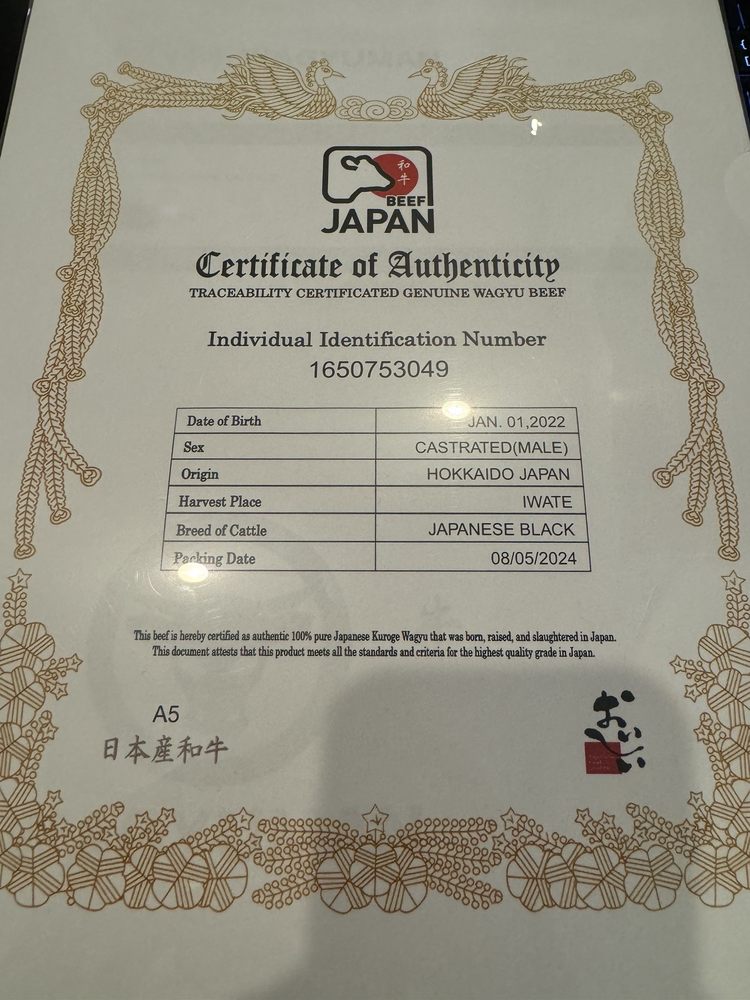 和
牛
BEEF
JAPAN
Certificate of Authenticity
TRACEABILITY CERTIFICATED GENUINE WAGYU BEEF
Individual Identification Number
1650753049
Date of Birth JAN. 01,2022
Sex CASTRATED(MALE)
Origin HOKKAIDO JAPAN
Harvest Place IWATE
Breed of Cattle JAPANESE BLACK
Packing Date 08/05/2024
This beef is hereby certified as authentic 100% pure Japanese Kuroge Wagyu that was born, raised, and slaughtered in Japan.
This document attests that this product meets all the standards and criteria for the highest quality grade in Japan.
A5
日本産和牛
おいしい